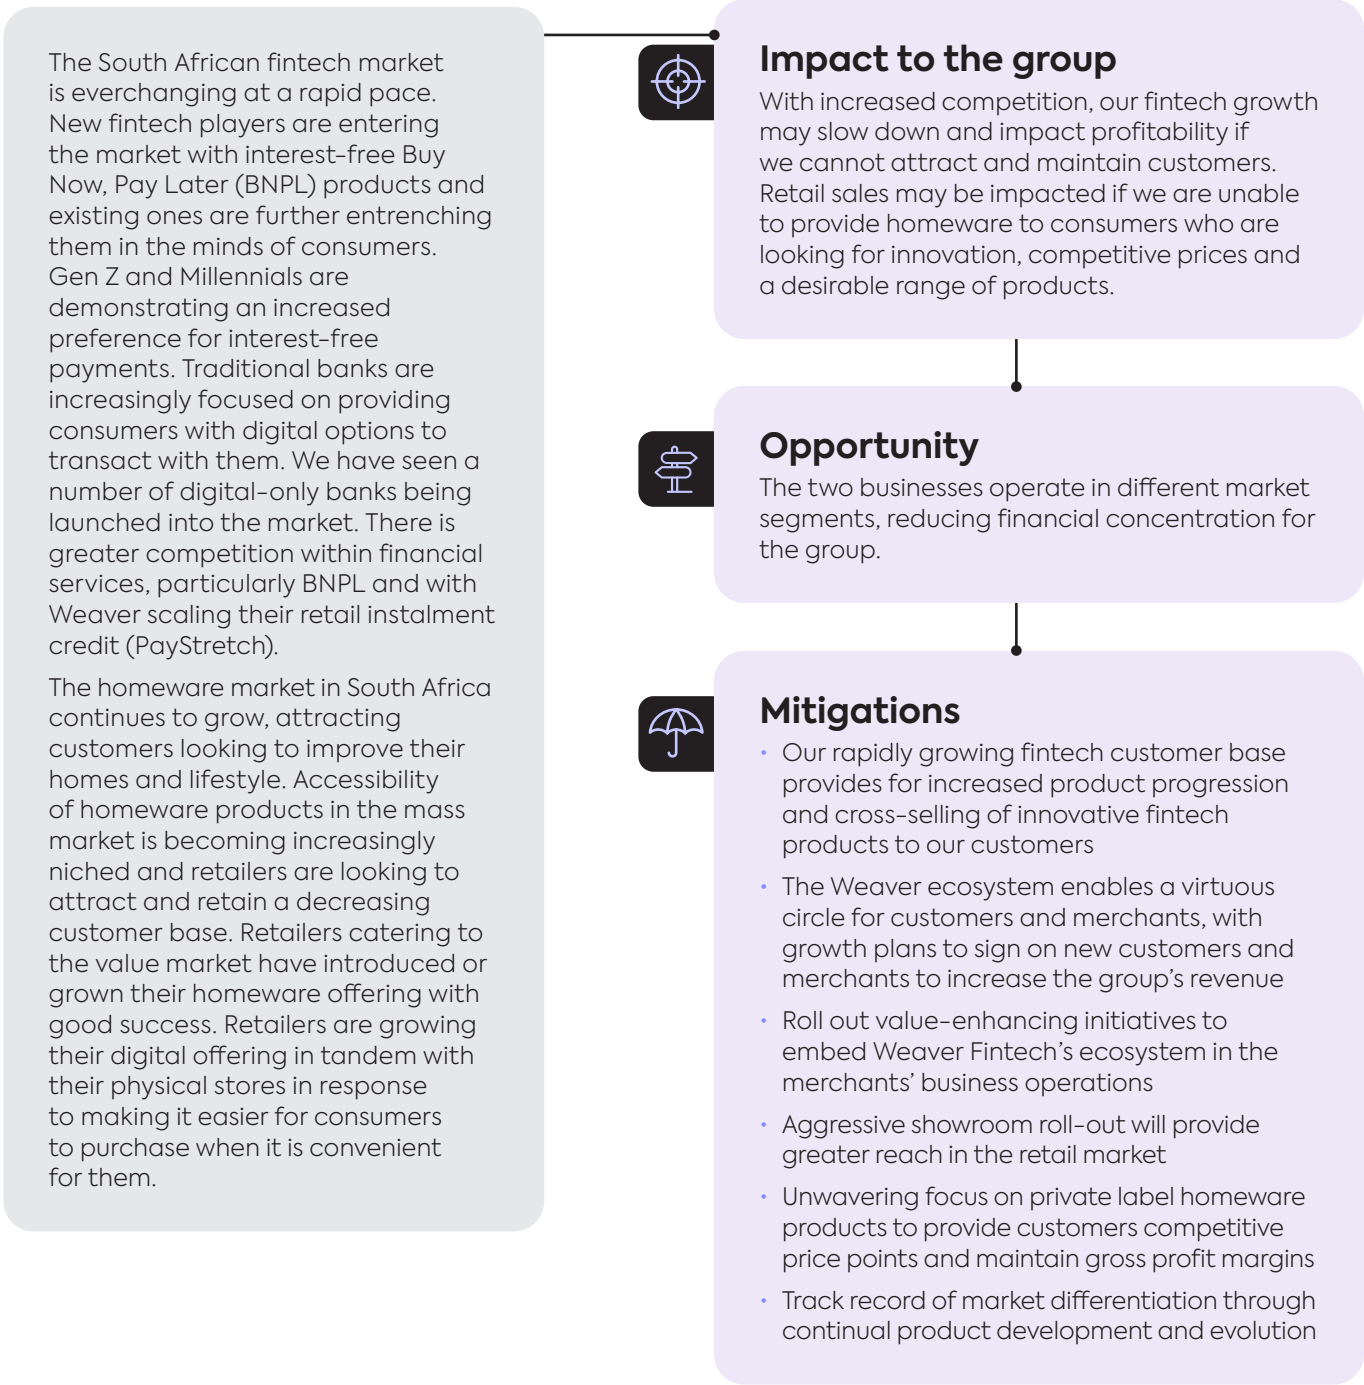 The South African fintech market
is everchanging at a rapid pace.
New fintech players are entering
the market with interest-free Buy
Now, Pay Later (BNPL) products and
existing ones are further entrenching
them in the minds of consumers.
Gen Z and Millennials are
demonstrating an increased
preference for interest-free
payments. Traditional banks are
increasingly focused on providing
consumers with digital options to
transact with them. We have seen a
number of digital-only banks being
launched into the market. There is
greater competition within financial
services, particularly BNPL and with
Weaver scaling their retail instalment
credit (PayStretch).
The homeware market in South Africa
continues to grow, attracting
customers looking to improve their
homes and lifestyle. Accessibility
of homeware products in the mass
market is becoming increasingly
niched and retailers are looking to
attract and retain a decreasing
customer base. Retailers catering to
the value market have introduced or
grown their homeware offering with
good success. Retailers are growing
their digital offering in tandem with
their physical stores in response
to making it easier for consumers
to purchase when it is convenient
for them.
Impact to the group
With increased competition, our fintech growth
may slow down and impact profitability if
we cannot attract and maintain customers.
Retail sales may be impacted if we are unable
to provide homeware to consumers who are
looking for innovation, competitive prices and
a desirable range of products.
Opportunity
The two businesses operate in different market
segments, reducing financial concentration for
the group.
Mitigations
• Our rapidly growing fintech customer base
provides for increased product progression
and cross-selling of innovative fintech
products to our customers
• The Weaver ecosystem enables a virtuous
circle for customers and merchants, with
growth plans to sign on new customers and
merchants to increase the group's revenue
• Roll out value-enhancing initiatives to
embed Weaver Fintech's ecosystem in the
merchants' business operations
• Aggressive showroom roll-out will provide
greater reach in the retail market
• Unwavering focus on private label homeware
products to provide customers competitive
price points and maintain gross profit margins
• Track record of market differentiation through
continual product development and evolution